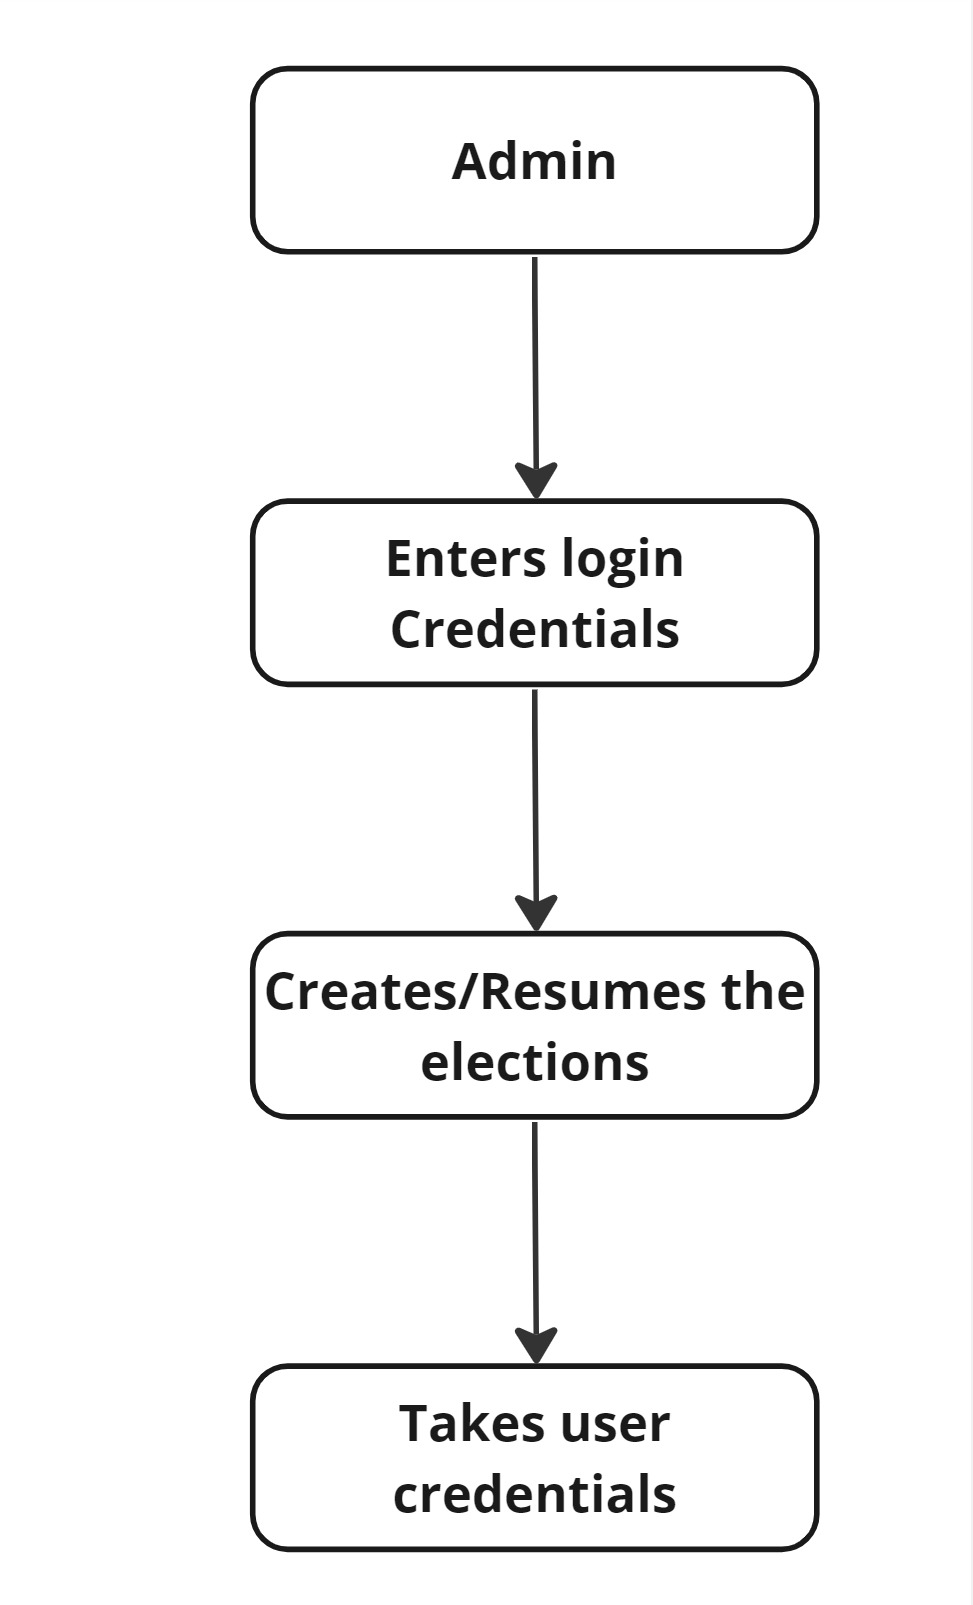 Admin
Enters login
Credentials
Creates/Resumes the
elections
Takes user
credentials